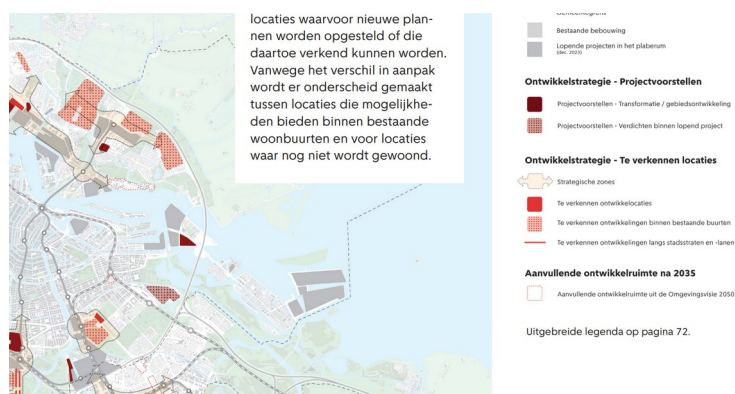 locaties waarvoor nieuwe plan-
nen worden opgesteld of die
daartoe verkend kunnen worden.
Vanwege het verschil in aanpak
wordt er onderscheid gemaakt
tussen locaties die mogelijkhe-
den bieden binnen bestaande
woonbuurten en voor locaties
waar nog niet wordt gewoond.
Bestaande bebouwing
Lopende projecten in het plaberum
(dec. 2023)
Ontwikkelstrategie - Projectvoorstellen
Projectvoorstellen - Transformatie / gebiedsontwikkeling
Projectvoorstellen - Verdichten binnen lopend project
Ontwikkelstrategie - Te verkennen locaties
Strategische zones
Te verkennen ontwikkelocaties
Te verkennen ontwikkelingen binnen bestaande buurten
Te verkennen ontwikkelingen langs stadsstraten en -lanen
Aanvullende ontwikkelruimte na 2035
Aanvullende ontwikkelruimte uit de Omgevingsvisie 2050
Uitgebreide legenda op pagina 72.